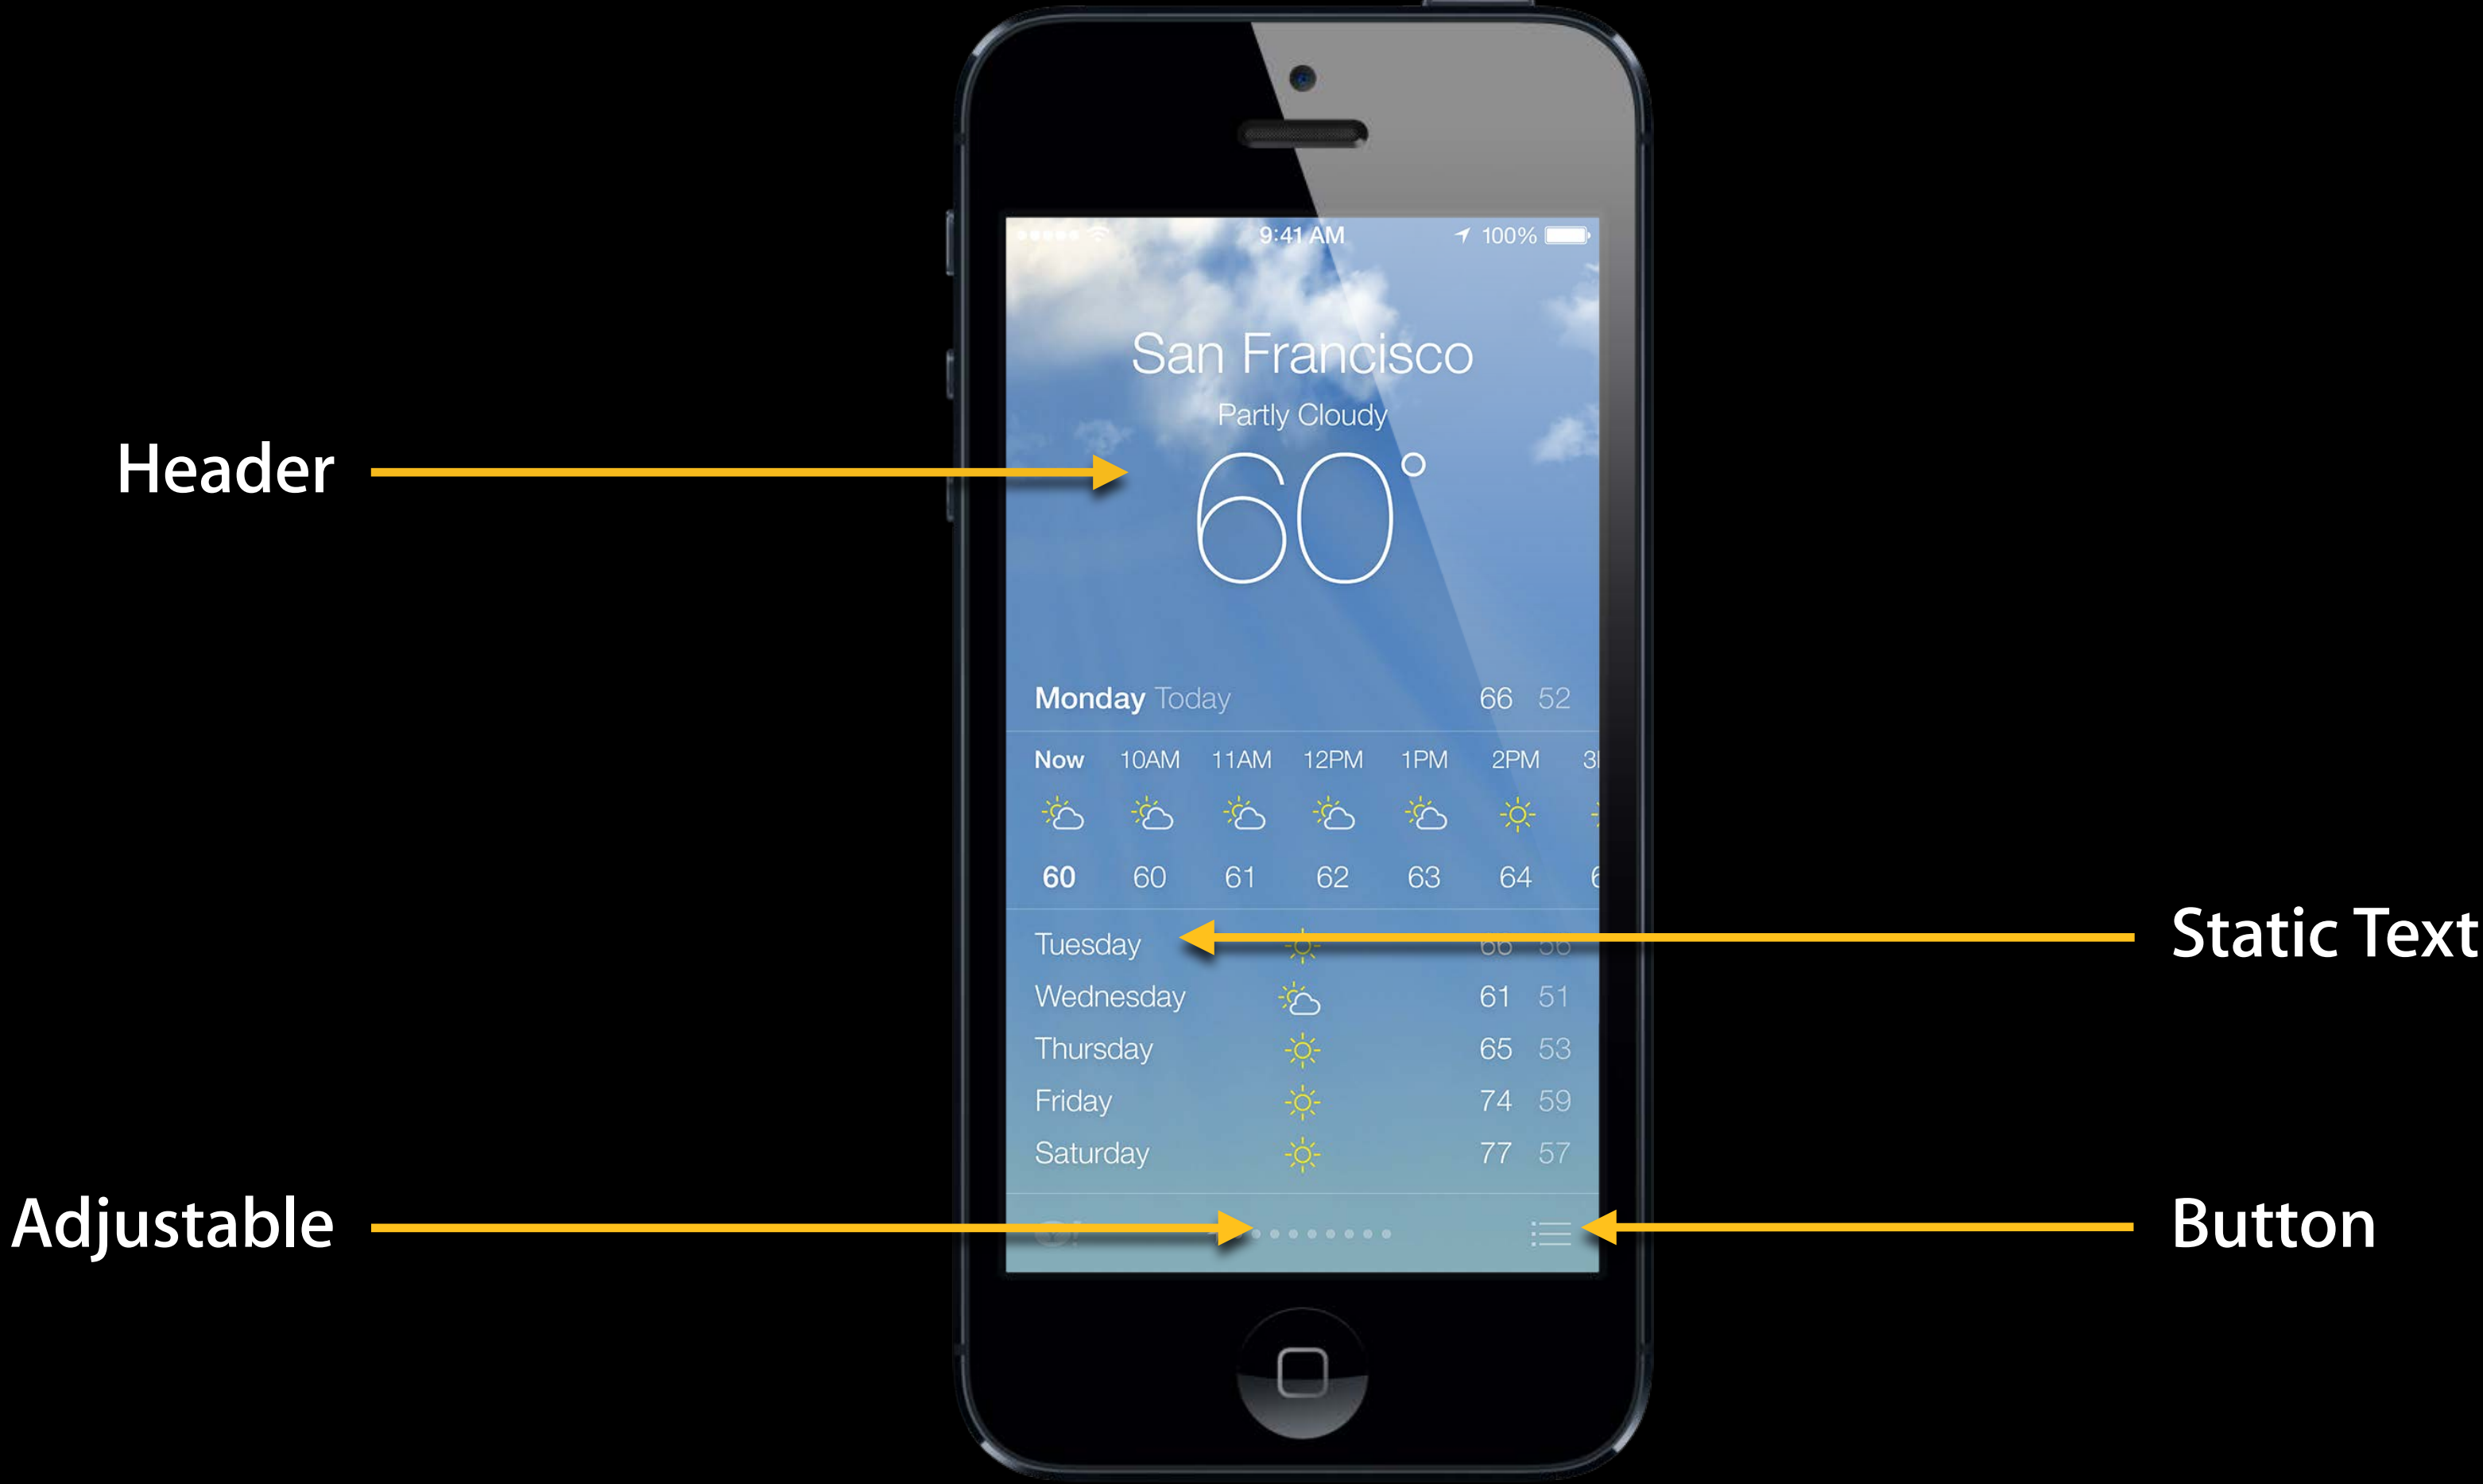 9:41 AM 100%
San Francisco
Partly Cloudy
Header
60°
Monday Today 66 52
Now 10AM 11AM 12PM 1PM 2PM
60 60 61 62 63 64
Tuesday 66 56
Static Text
Wednesday 61 51
Thursday 65 53
Friday 74 59
Saturday 77 57
Adjustable
Button